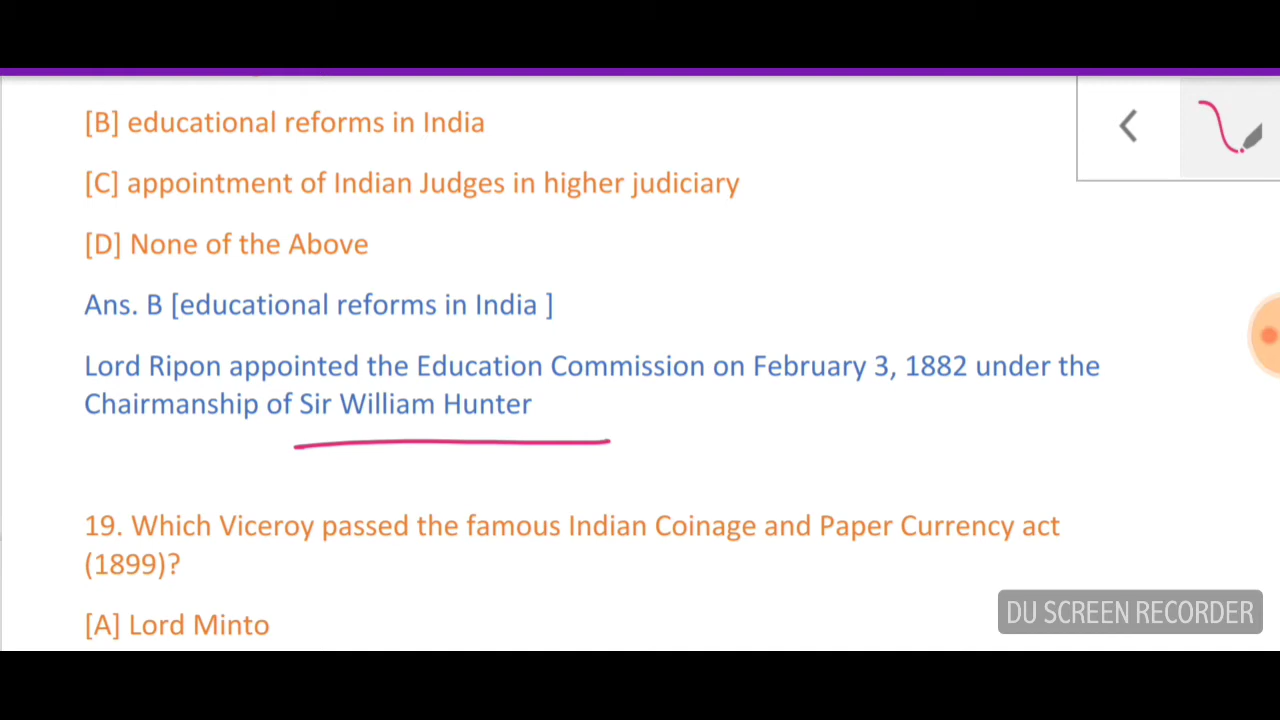 [B] educational reforms in India
[C] appointment of Indian Judges in higher judiciary
[D] None of the Above
Ans. B [educational reforms in India ]
Lord Ripon appointed the Education Commission on February 3, 1882 under the
Chairmanship of Sir William Hunter
19. Which Viceroy passed the famous Indian Coinage and Paper Currency act
(1899)?
[A] Lord Minto
DU SCREEN RECORDER